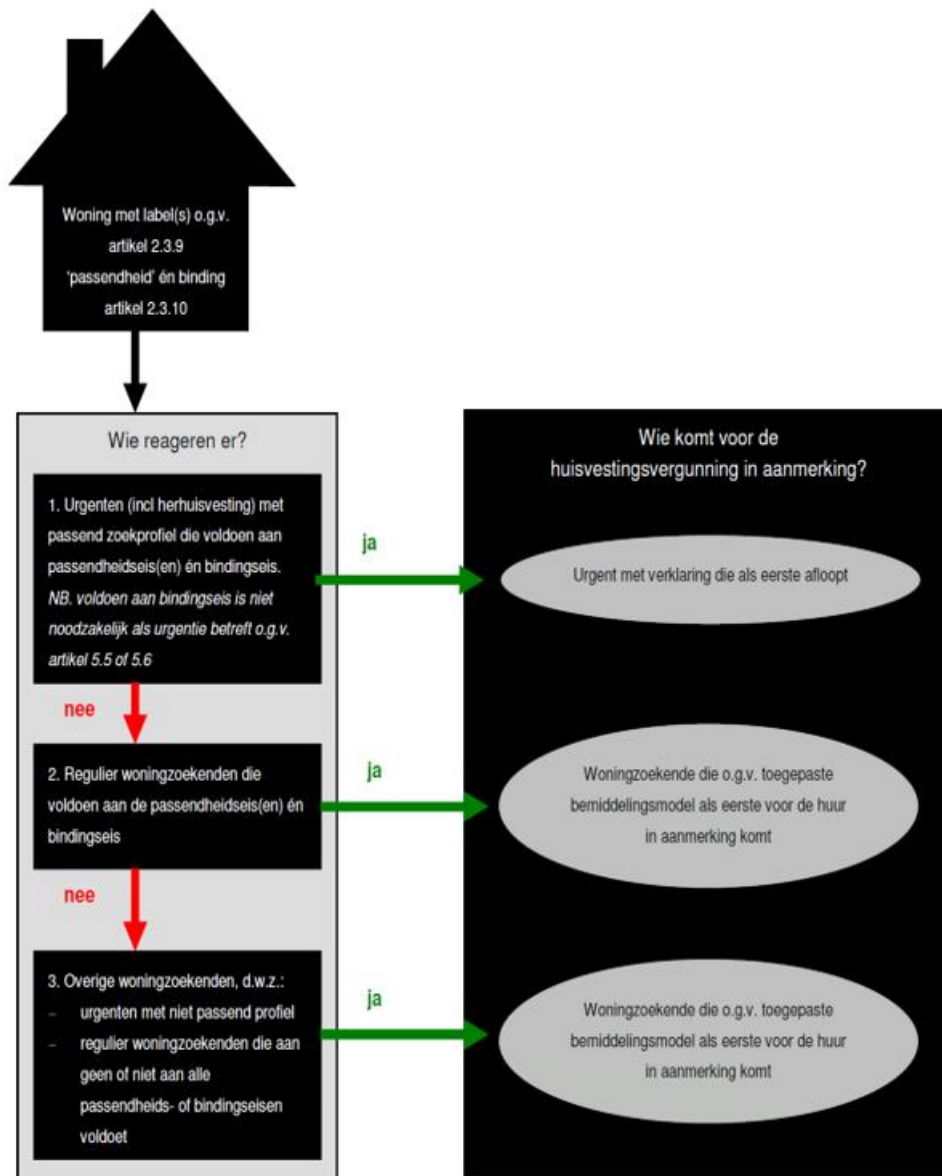 Woning met label(s) o.g.v.
artikel 2.3.9
'passendheid' én binding
artikel 2.3.10
Wie reageren er?
1. Urgenten (incl herhuisvesting) met
passend zoekprofiel die voldoen aan
passendheidseis(en) én bindingseis.
NB. voldoen aan bindingseis is niet
noodzakelijk als urgentie betreft o.g.v.
artikel 5.5 of 5.6
nee
2. Regulier woningzoekenden die
voldoen aan de passendheidseis(en) én
bindingseis
nee
3. Overige woningzoekenden, d.w.z.:
– urgenten met niet passend profiel
– regulier woningzoekenden die aan
geen of niet aan alle
passendheids- of bindingseisen
voldoet
ja
ja
ja
Wie komt voor de
huisvestingsvergunning in aanmerking?
Urgent met verklaring die als eerste afloopt
Woningzoekende die o.g.v. toegepaste
bemiddelingsmodel als eerste voor de huur
in aanmerking komt
Woningzoekende die o.g.v. toegepaste
bemiddelingsmodel als eerste voor de huur
in aanmerking komt